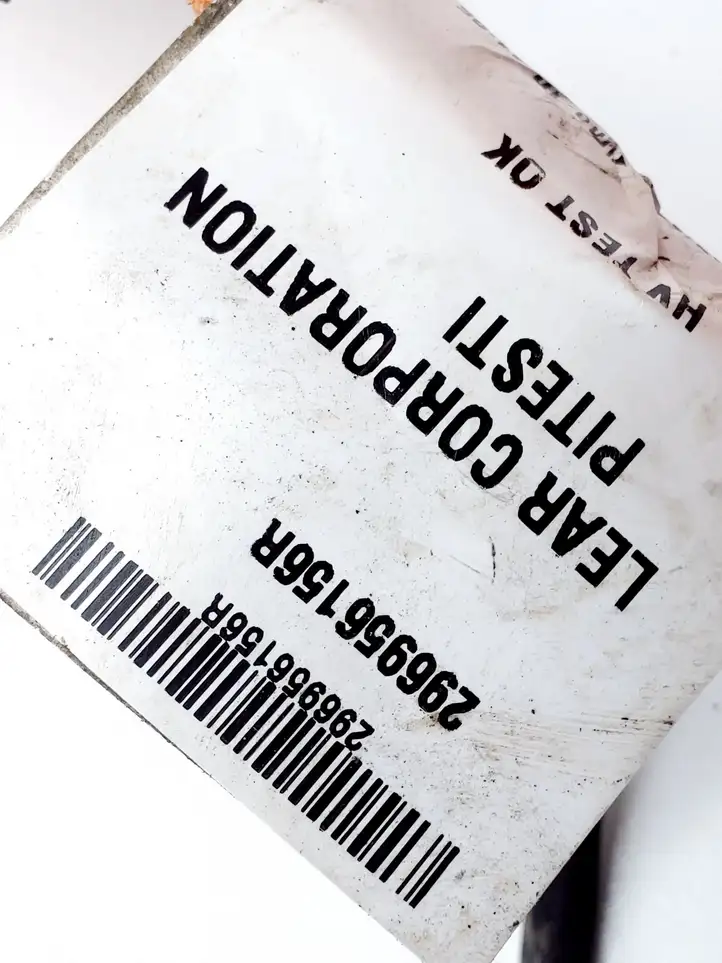 296956156R
296956156R
LEAR CORPORATION
PITESTI
HV TEST OK